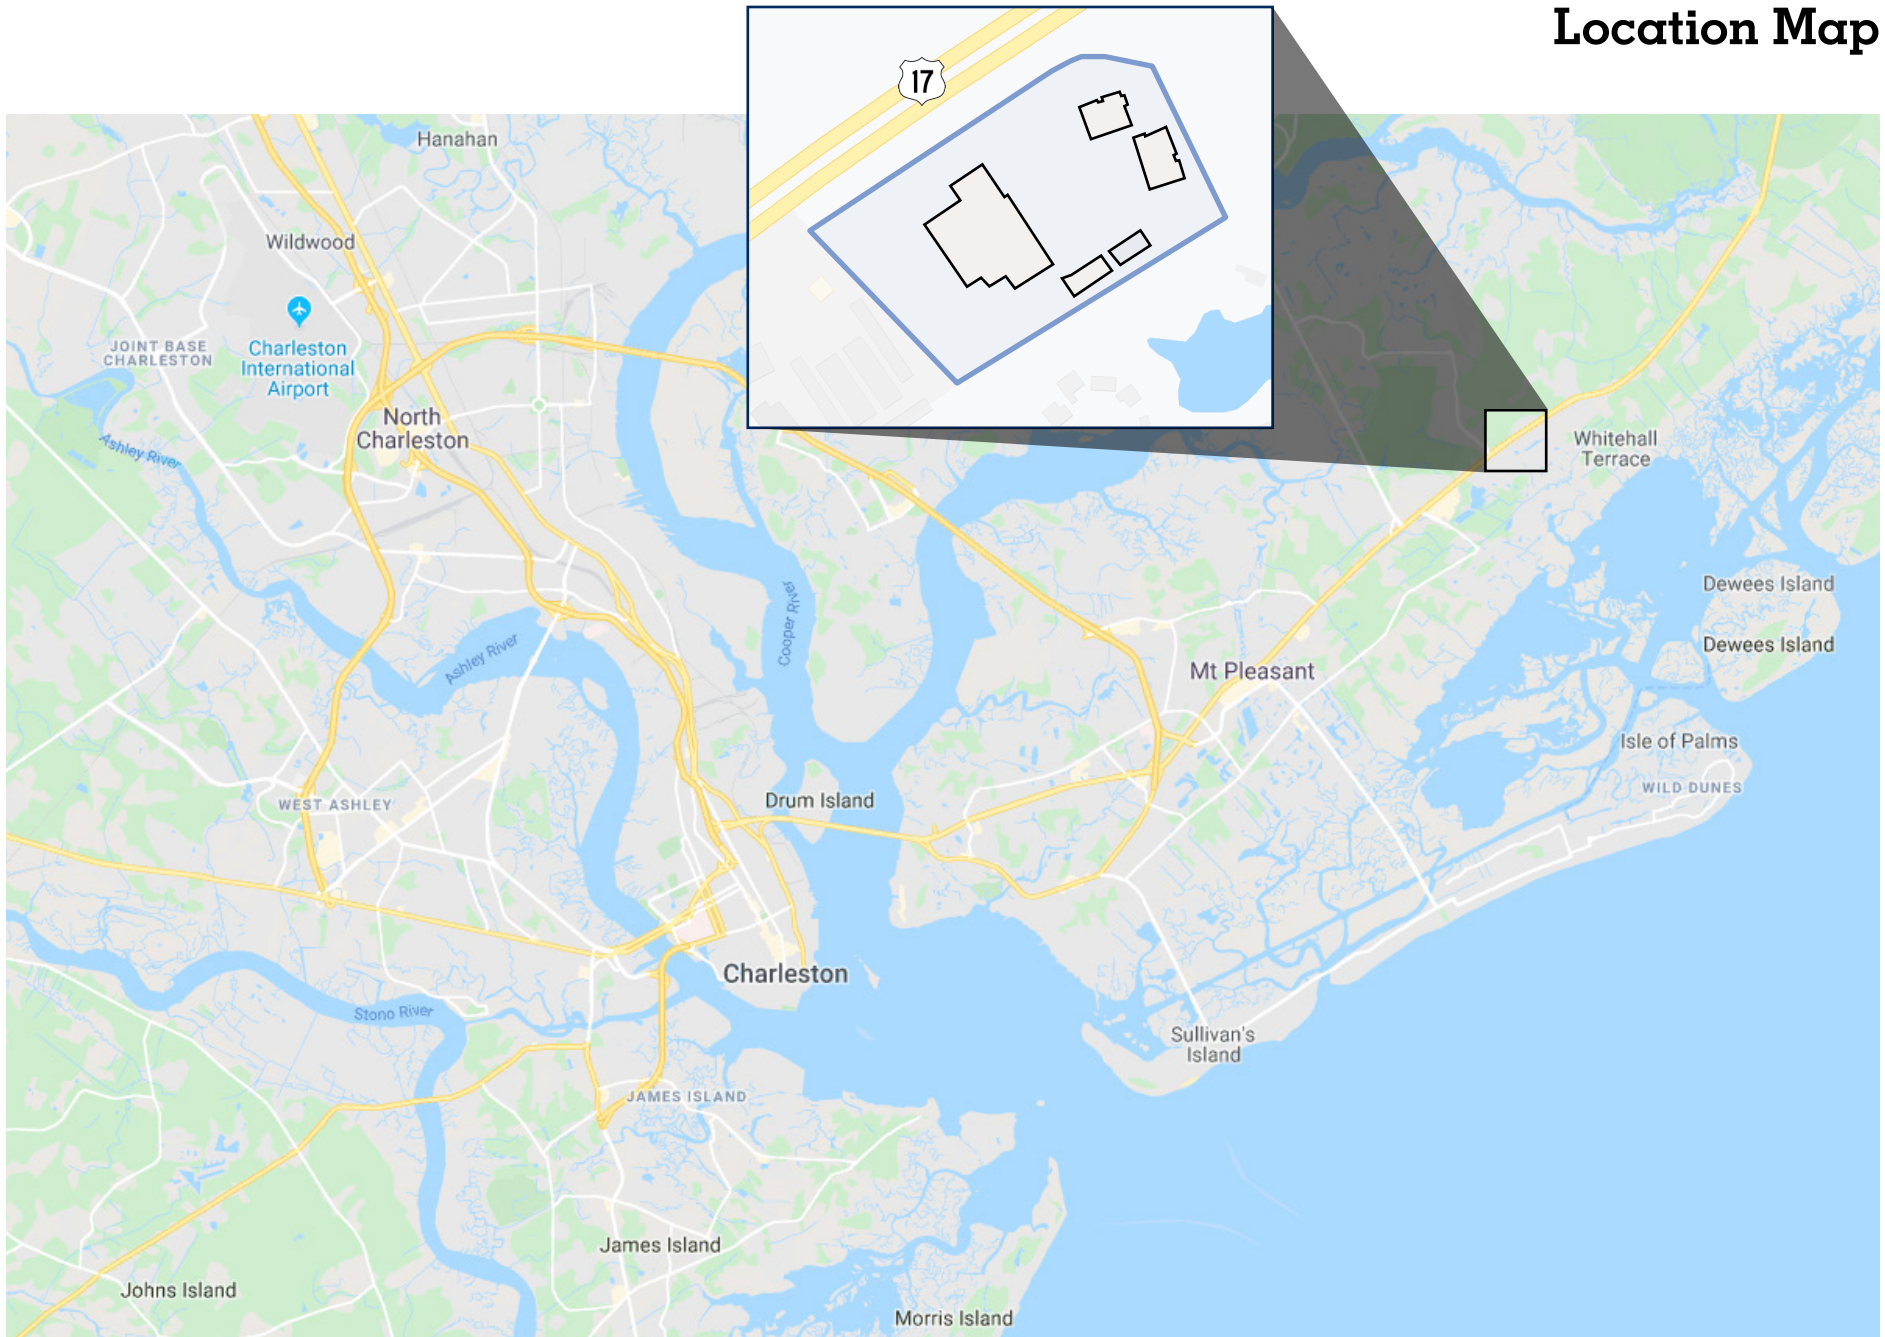 Location Map
17
Hanahan
Wildwood
JOINT BASE
CHARLESTON
Charleston
International
Airport
North
Charleston
Ashley River
Whitehall
Terrace
Cooper River
Ashley River
Dewees Island
Dewees Island
Mt Pleasant
Isle of Palms
WILD DUNES
WEST ASHLEY
Drum Island
Charleston
Stono River
Sullivan's
Island
JAMES ISLAND
James Island
Johns Island
Morris Island